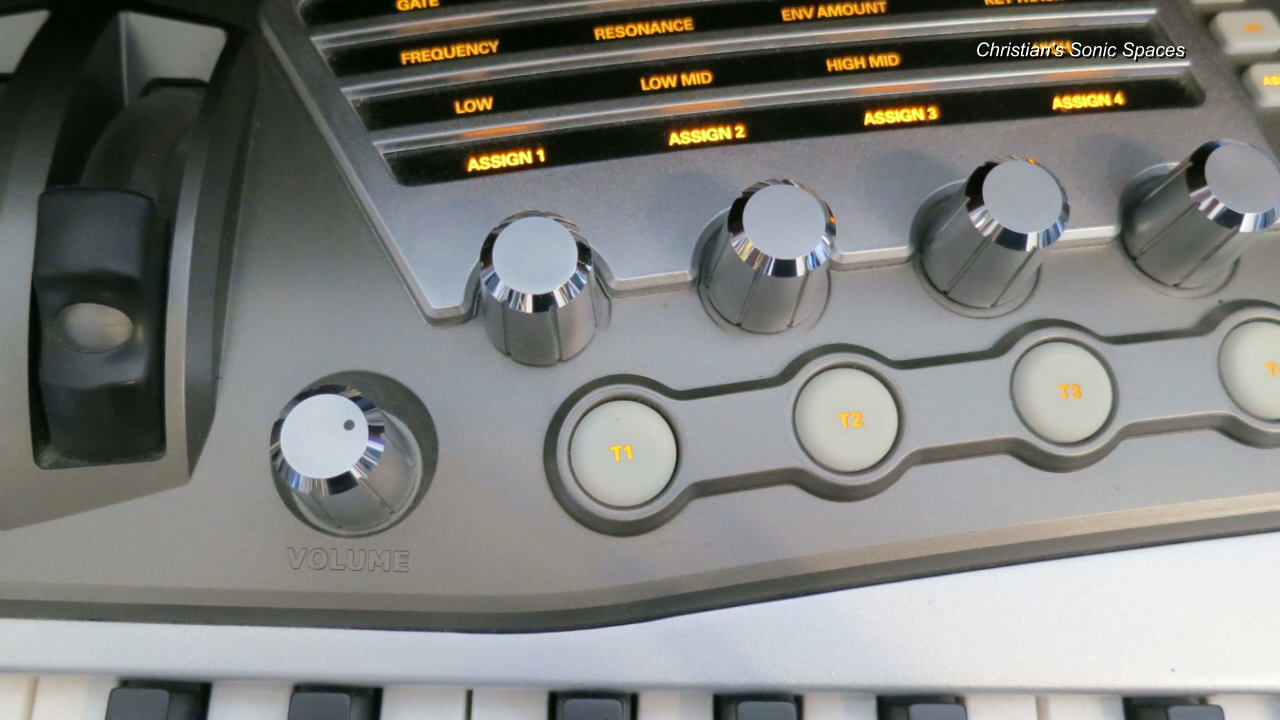 GATE
FREQUENCY RESONANCE ENV AMOUNT
Christian's Sonic Spaces
LOW LOW MID HIGH MID
ASSIGN 1 ASSIGN 2 ASSIGN 3 ASSIGN 4
T1 T2 T3
VOLUME